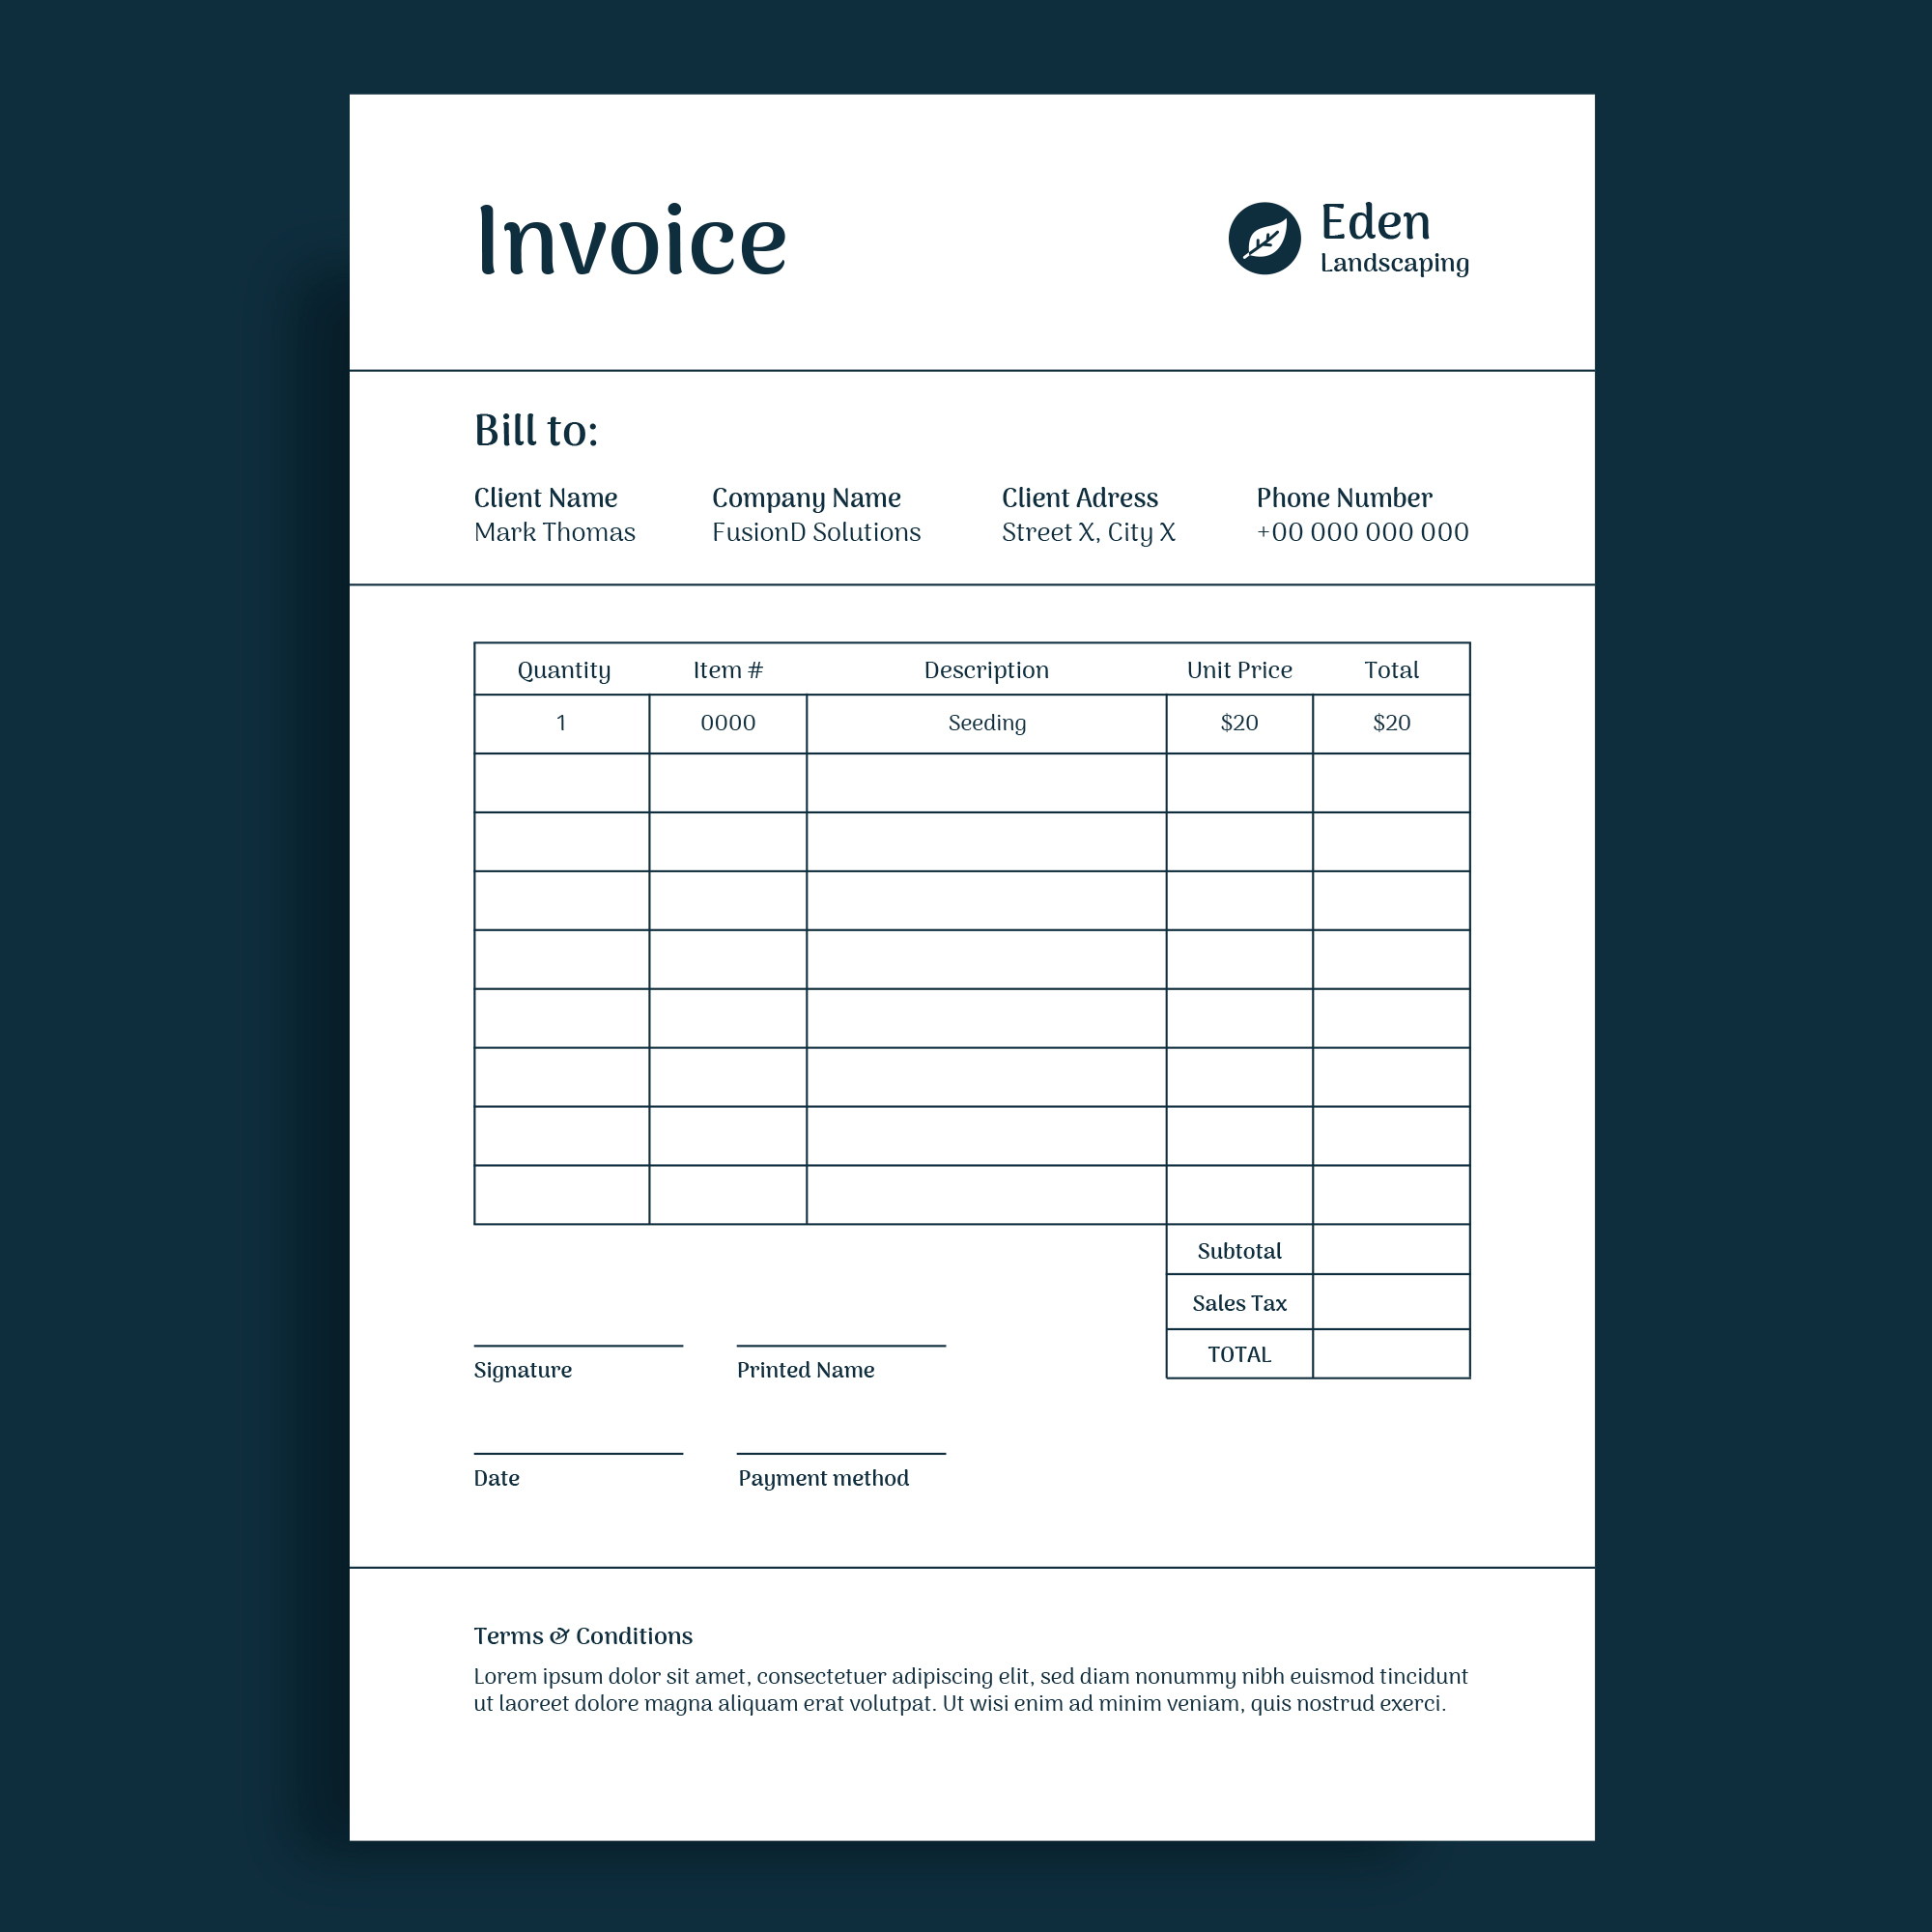 Invoice
Eden
Landscaping
Bill to:
Client Name Company Name Client Adress Phone Number
Mark Thomas FusionD Solutions Street X, City X +00 000 000 000
Quantity Item # Description Unit Price Total
1 0000 Seeding $20 $20
Subtotal
Sales Tax
TOTAL
Signature Printed Name
Date Payment method
Terms & Conditions
Lorem ipsum dolor sit amet, consectetuer adipiscing elit, sed diam nonummy nibh euismod tincidunt
ut laoreet dolore magna aliquam erat volutpat. Ut wisi enim ad minim veniam, quis nostrud exerci.